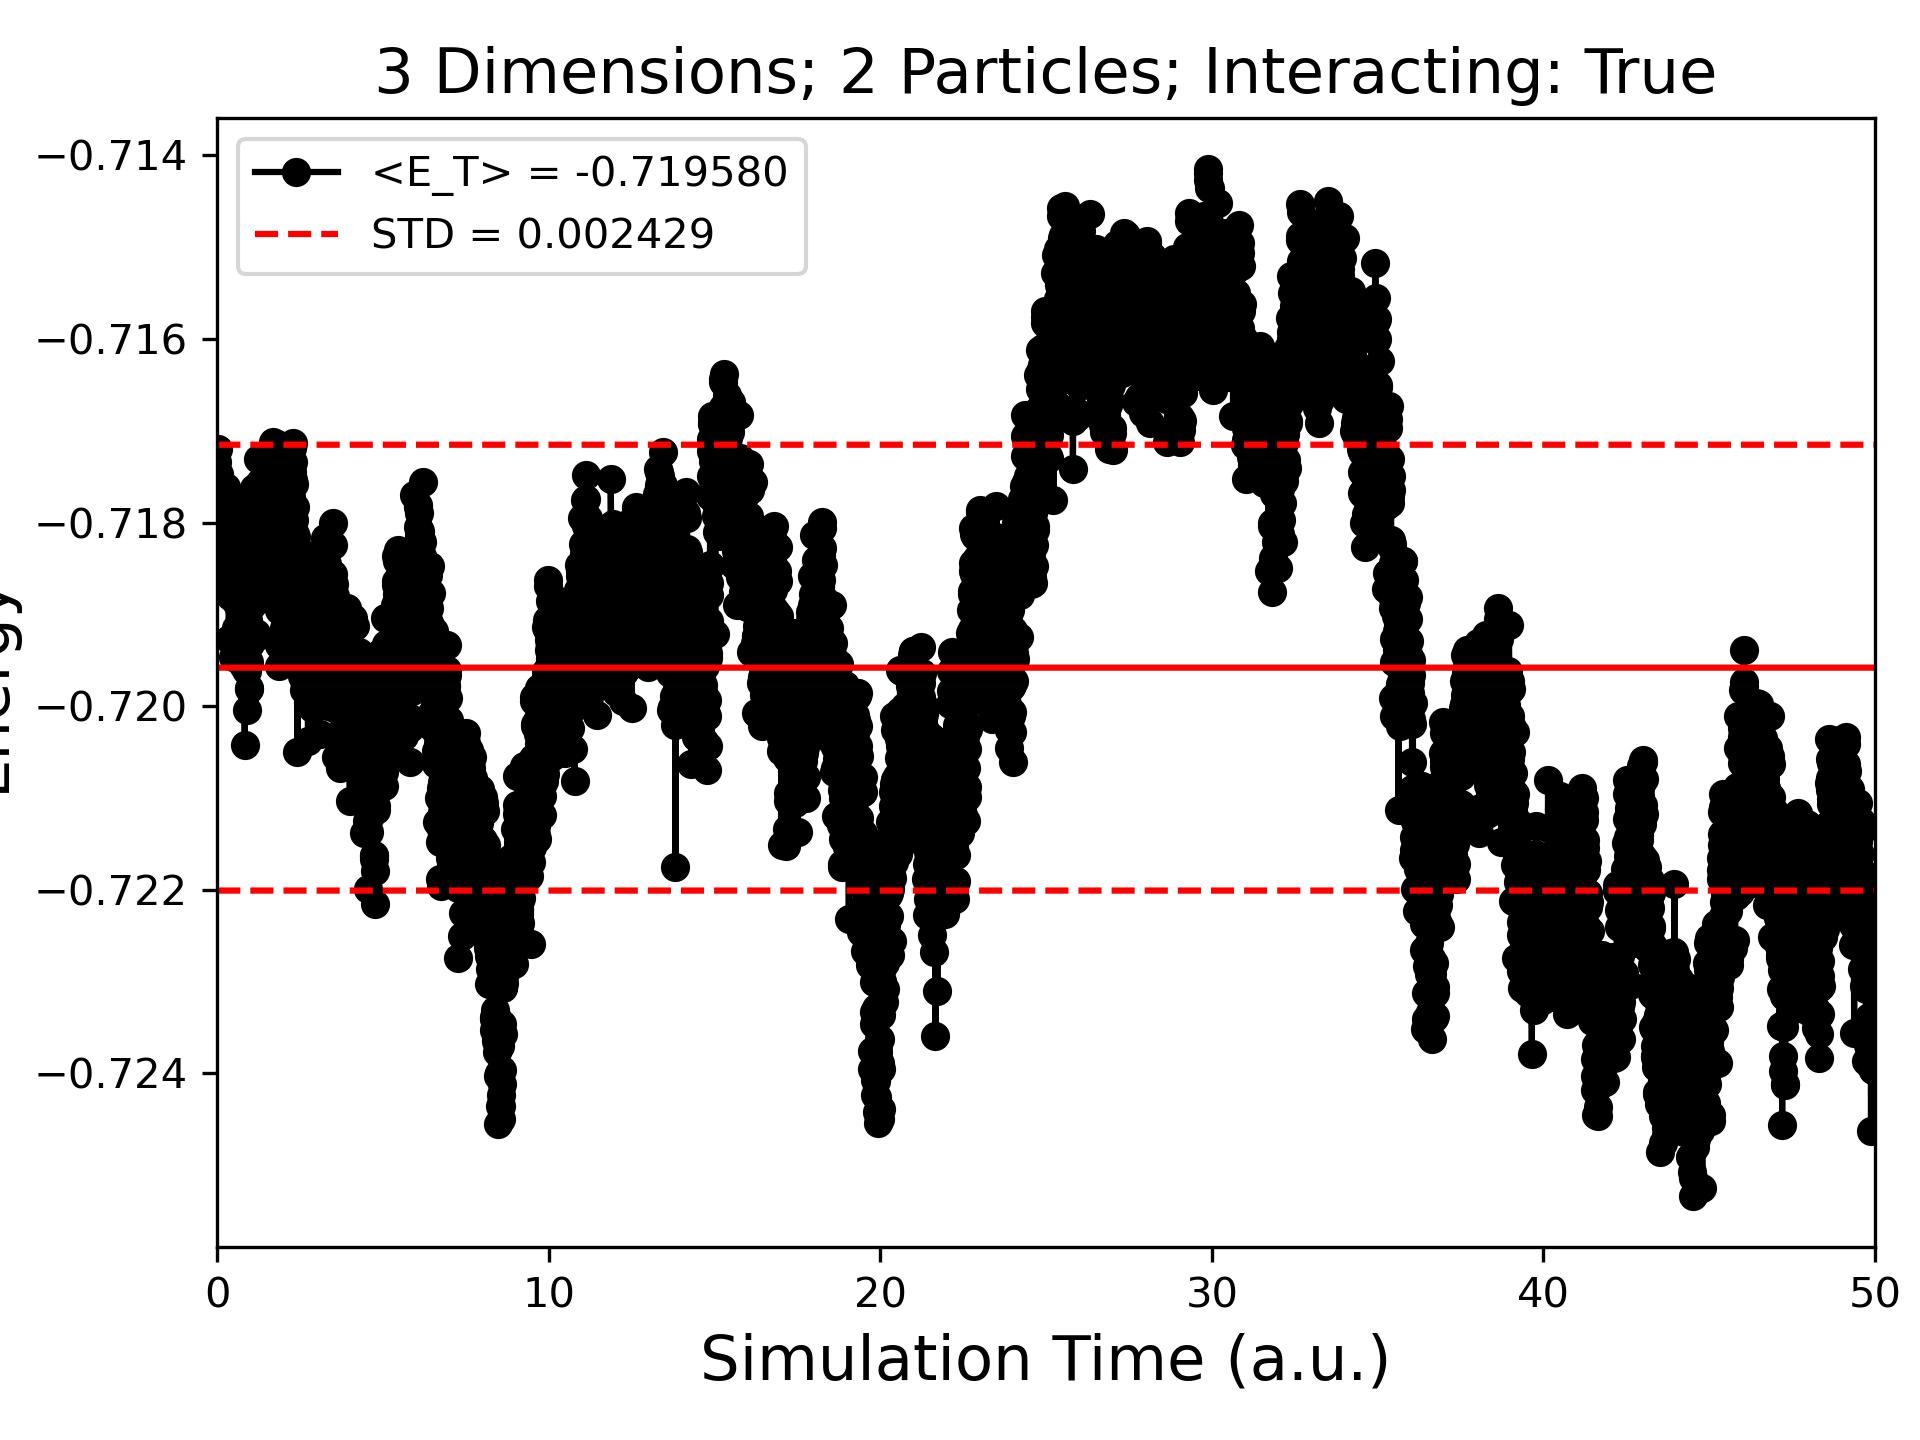 3 Dimensions; 2 Particles; Interacting: True
<E_T> = -0.719580
STD = 0.002429
−0.714
−0.716
−0.718
−0.720
−0.722
−0.724
Energy
0 10 20 30 40 50
Simulation Time (a.u.)